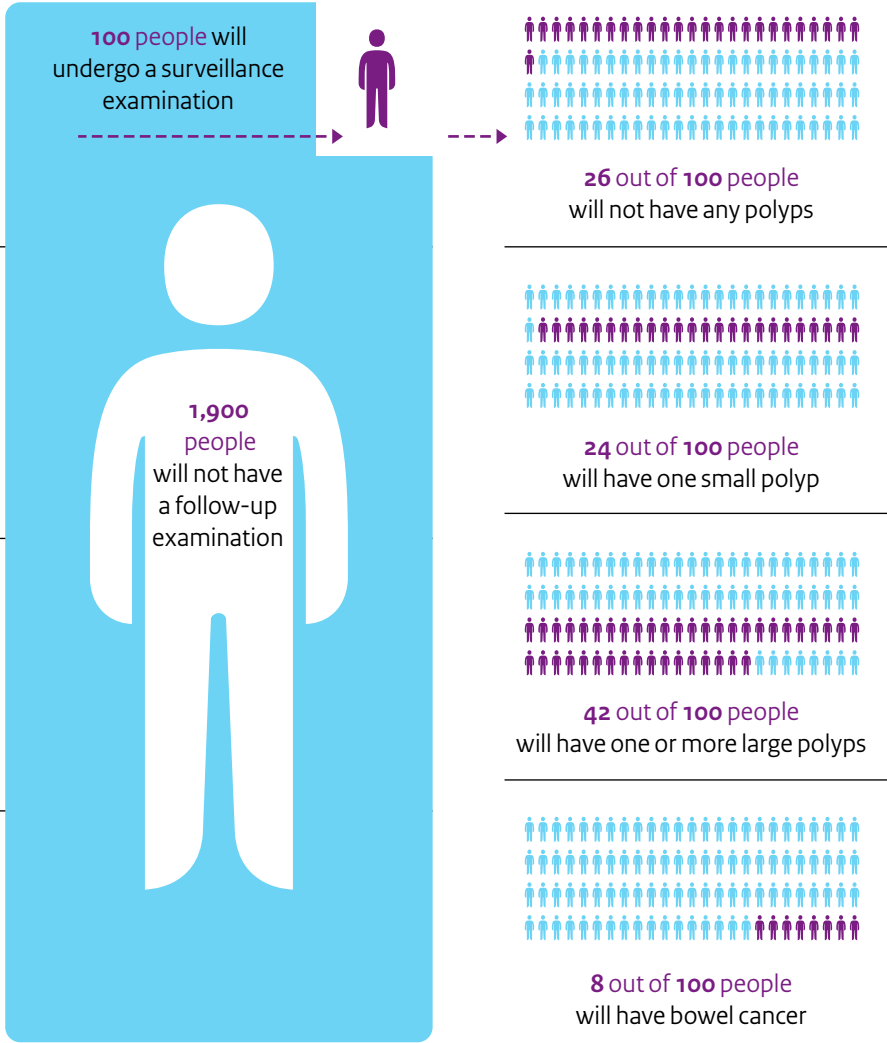 100 people will
undergo a surveillance
examination
1,900
people
will not have
a follow-up
examination
26 out of 100 people
will not have any polyps
24 out of 100 people
will have one small polyp
42 out of 100 people
will have one or more large polyps
8 out of 100 people
will have bowel cancer